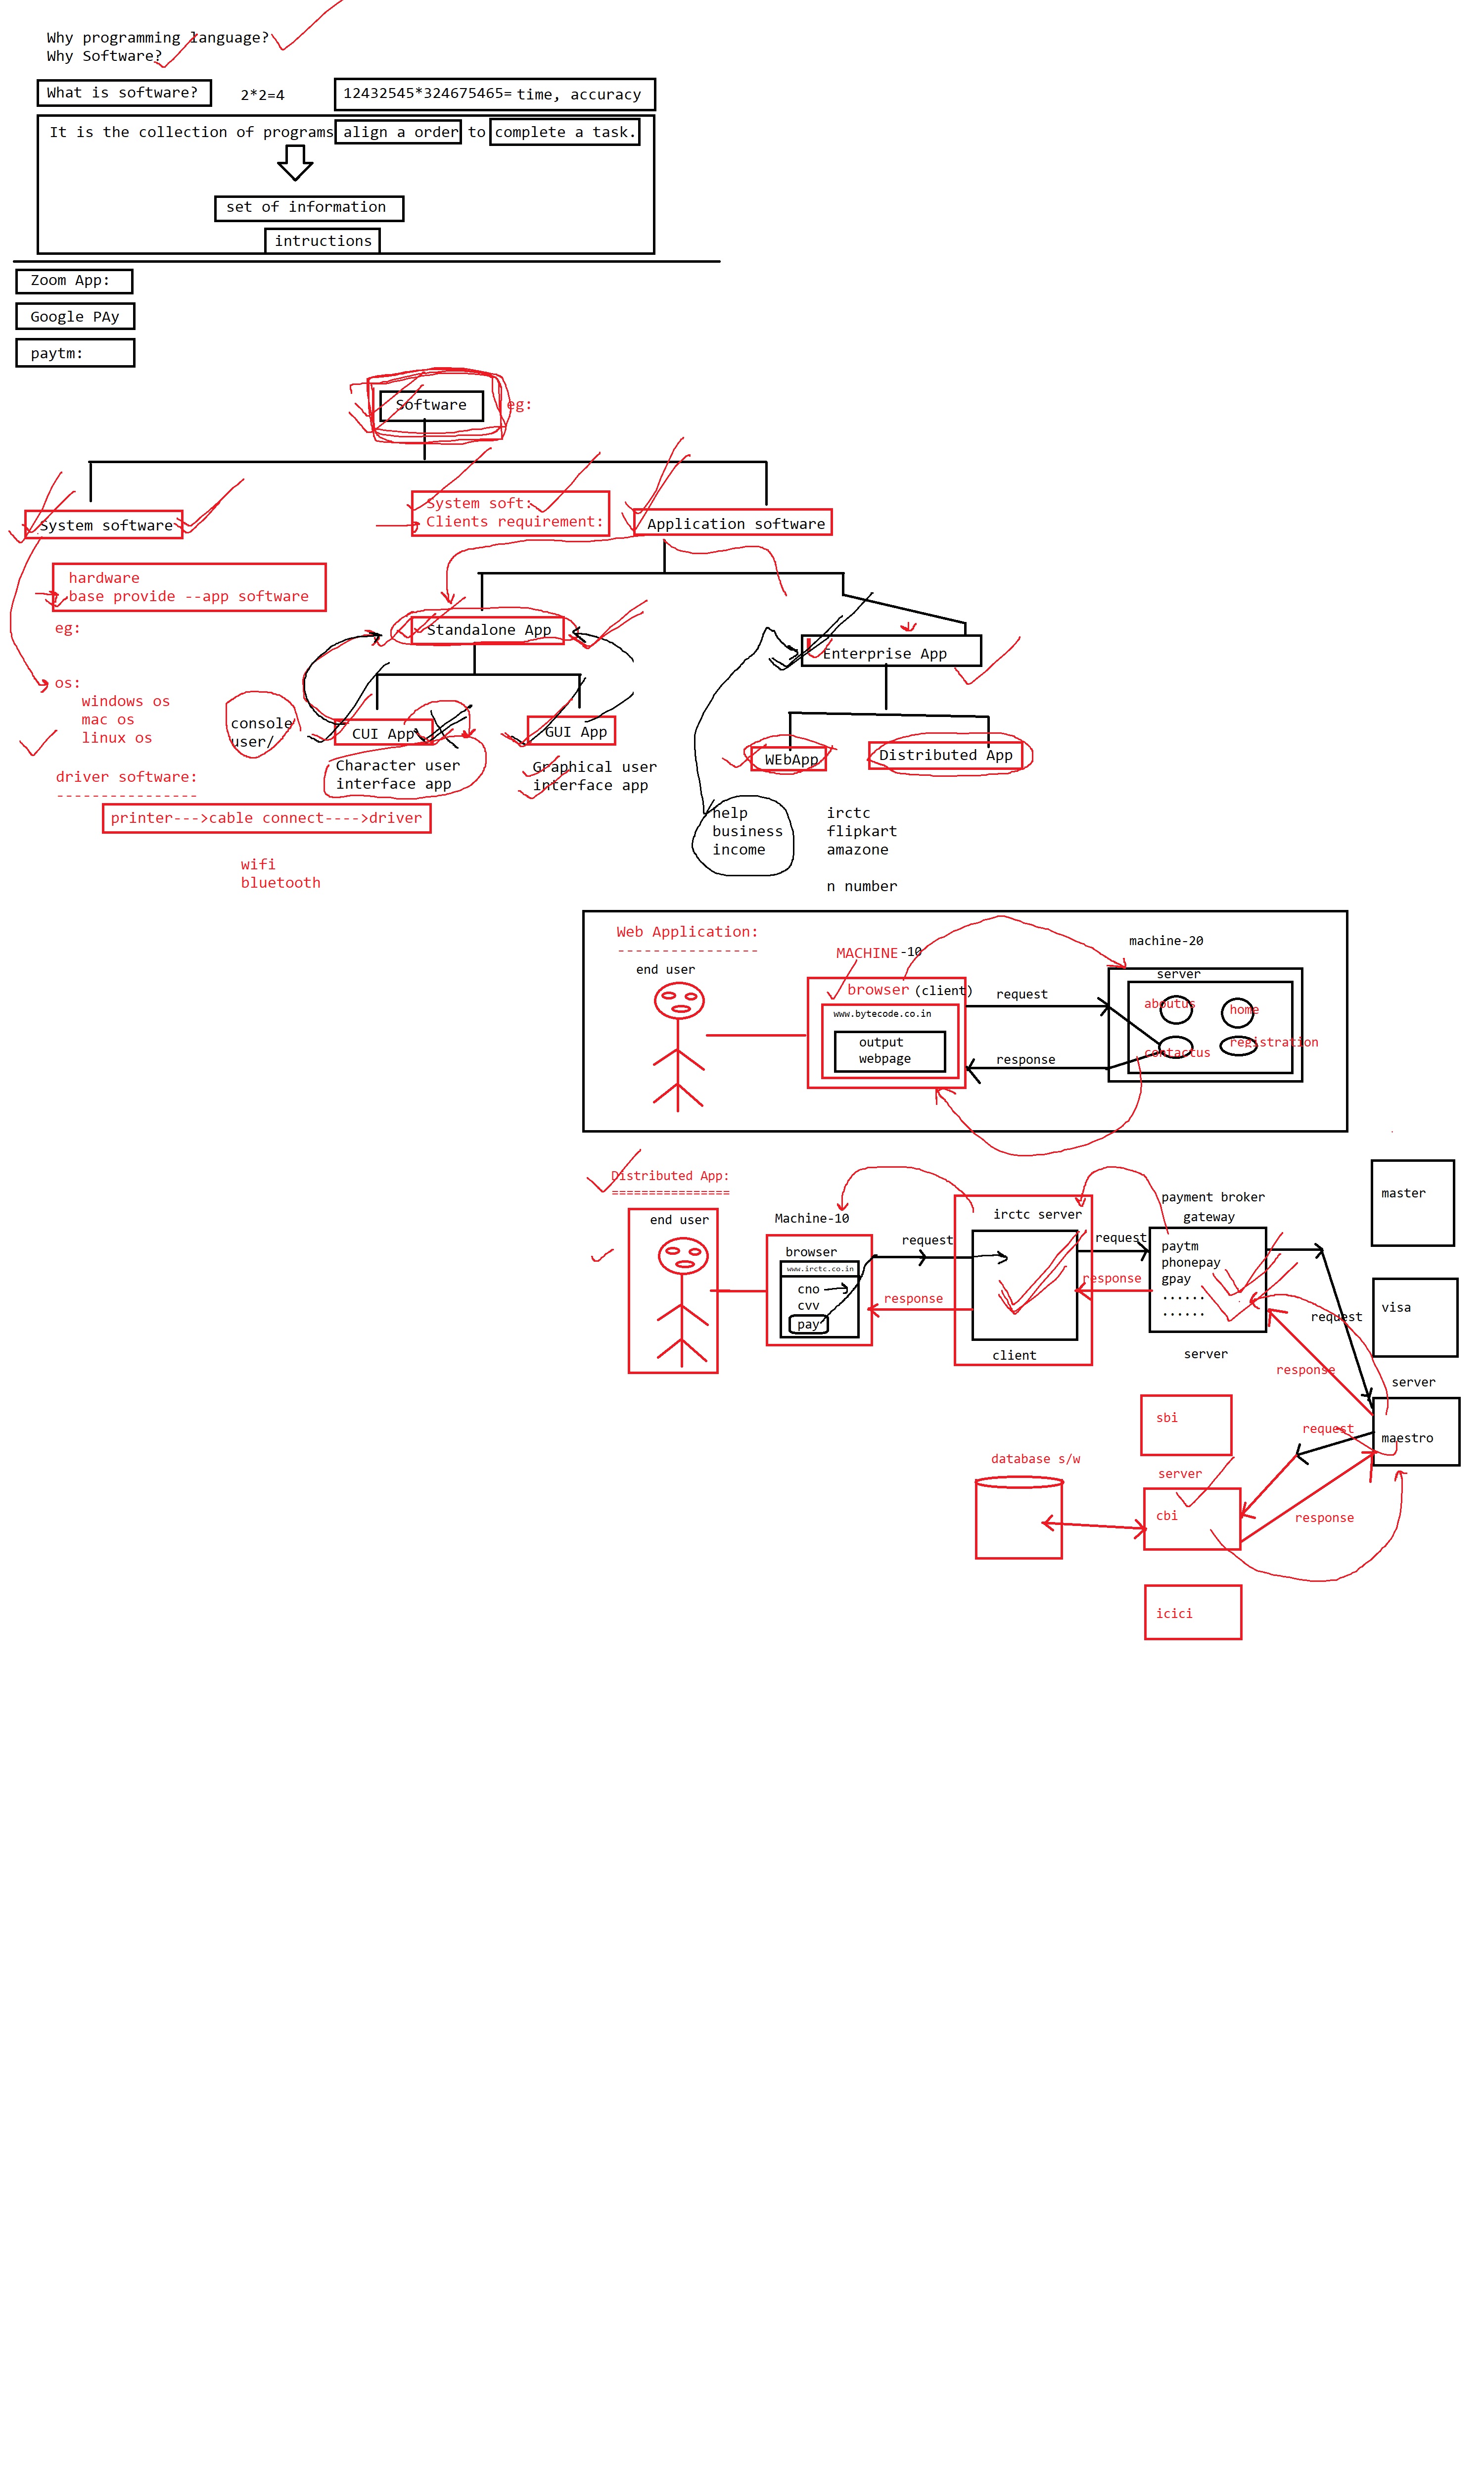 Why programming language?
Why Software?
What is software?
2*2=4
12432545*324675465= time, accuracy
It is the collection of programs align a order to complete a task.
set of information
intructions
Zoom App:
Google PAy
paytm:
Software
eg:
System software
System soft:
Clients requirement:
Application software
hardware
base provide --app software
eg:
os:
windows os
mac os
linux os
driver software:
----------------
printer--->cable connect---->driver
wifi
bluetooth
Standalone App
Enterprise App
console
user/
CUI App
Character user
interface app
GUI App
Graphical user
interface app
WEbApp
Distributed App
help
business
income
irctc
flipkart
amazone
n number
Web Application:
----------------
end user
MACHINE-10
browser (client)
www.bytecode.co.in
output
webpage
request
response
machine-20
server
aboutus
home
contactus
registration
Distributed App:
================
end user
Machine-10
browser
www.irctc.co.in
cno
cvv
pay
request
response
irctc server
client
request
response
payment broker
gateway
paytm
phonepay
gpay
......
......
server
master
visa
request
response
server
maestro
request
response
sbi
server
cbi
icici
database s/w